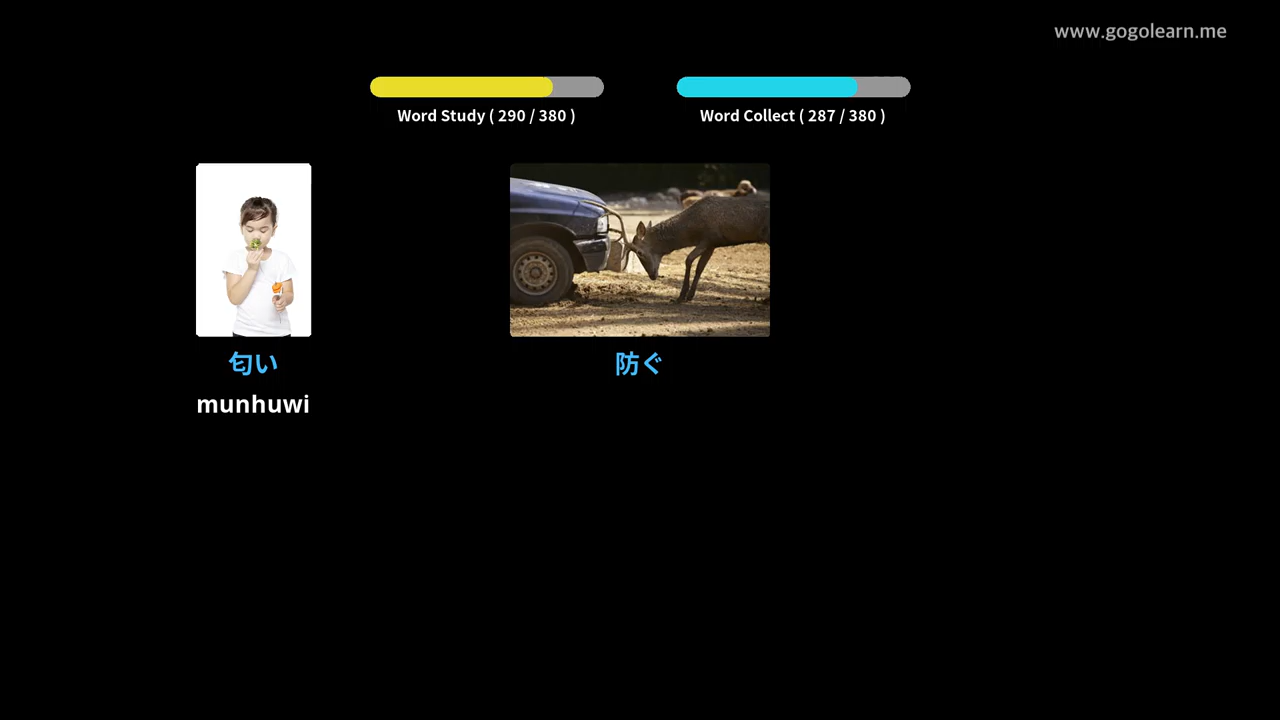 www.gogolearn.me
Word Study ( 290 / 380 )
Word Collect ( 287 / 380 )
匂い
防ぐ
munhuwi